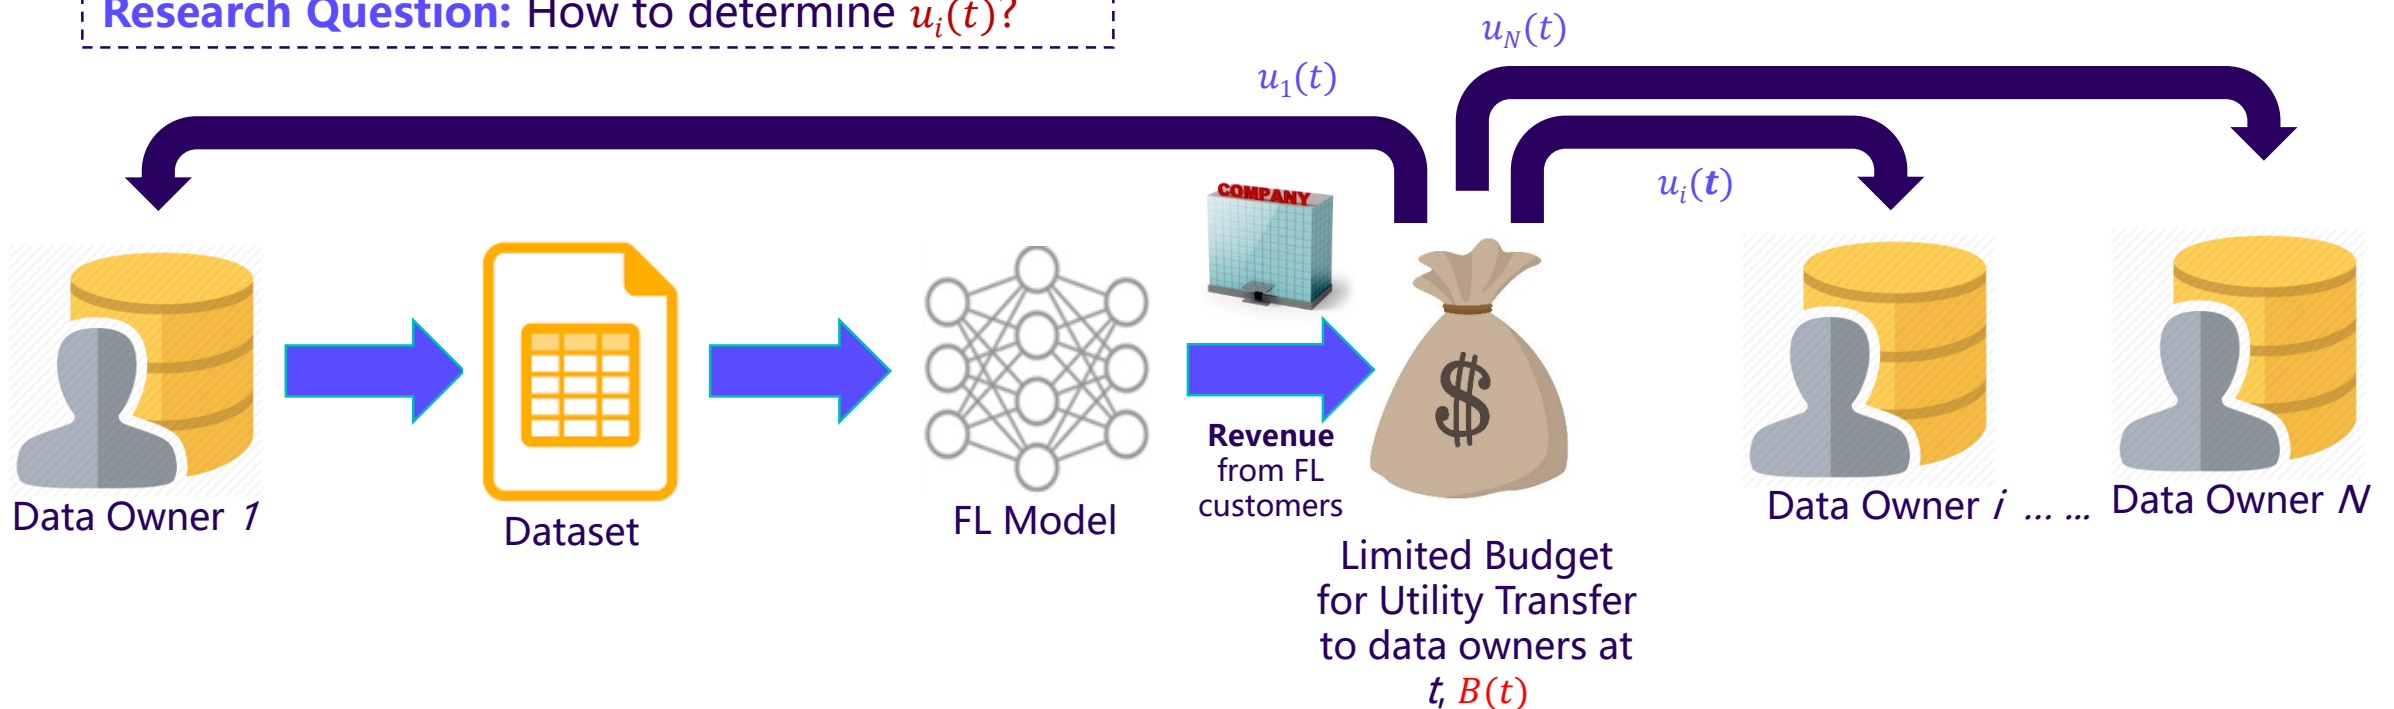 Research Question: How to determine u_i(t)?
u_N(t)
u_1(t)
u_i(t)
COMPANY
$
Revenue
from FL
customers
Data Owner 1
Dataset
FL Model
Data Owner i ... ...
Data Owner N
Limited Budget
for Utility Transfer
to data owners at
t, B(t)